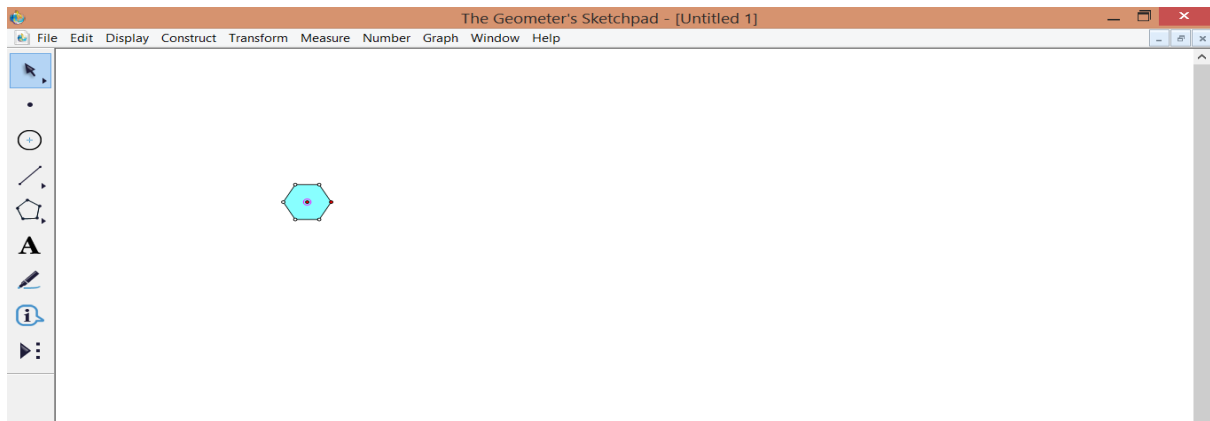 The Geometer's Sketchpad - [Untitled 1]
File Edit Display Construct Transform Measure Number Graph Window Help
A
i